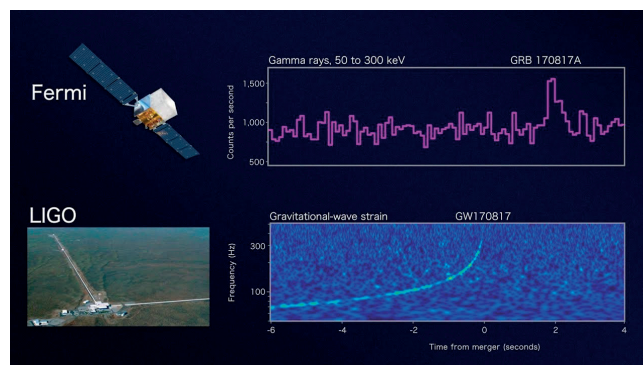 Fermi
Gamma rays, 50 to 300 keV GRB 170817A
Counts per second
1,500
1,000
500
LIGO
Gravitational-wave strain GW170817
Frequency (Hz)
300
100
-6 -4 -2 0 2 4
Time from merger (seconds)